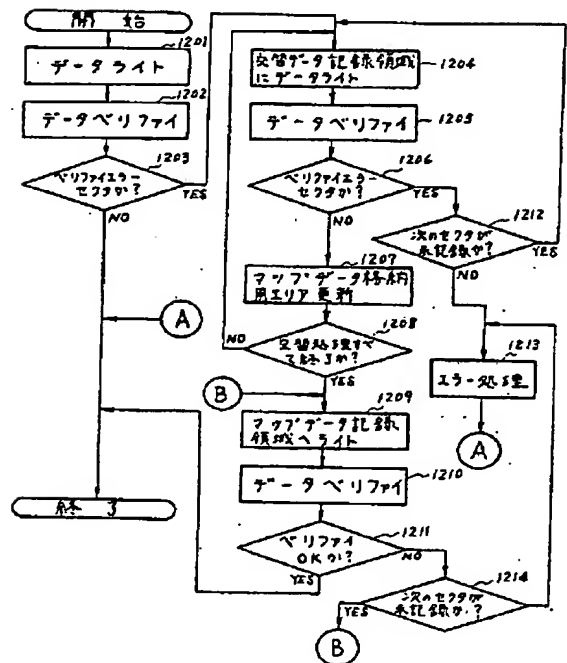 開始
1201
データライト
1202
データベリファイ
1203
ベリファイエラー
セクタか?
YES
NO
A
終了
1204
交替データ記録領域
にデータライト
1205
データベリファイ
1206
ベリファイエラー
セクタか?
YES
NO
1207
マップデータ格納
用エリア更新
1208
交替処理すべ
て終了か?
NO
YES
B
1209
マップデータ記録
領域へライト
1210
データベリファイ
1211
ベリファイ
OKか?
NO
YES
1212
次のセクタが
未記録か?
YES
NO
1213
エラー処理
A
1214
次のセクタが
未記録か?
YES
B